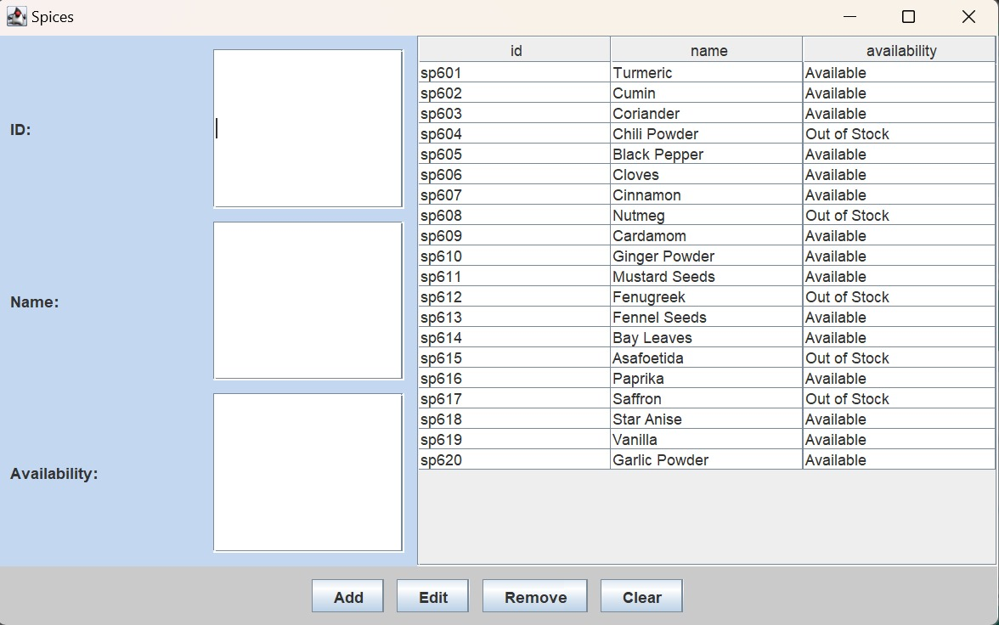 Spices
ID:
Name:
Availability:
id name availability
sp601 Turmeric Available
sp602 Cumin Available
sp603 Coriander Available
sp604 Chili Powder Out of Stock
sp605 Black Pepper Available
sp606 Cloves Available
sp607 Cinnamon Available
sp608 Nutmeg Out of Stock
sp609 Cardamom Available
sp610 Ginger Powder Available
sp611 Mustard Seeds Available
sp612 Fenugreek Out of Stock
sp613 Fennel Seeds Available
sp614 Bay Leaves Available
sp615 Asafoetida Out of Stock
sp616 Paprika Available
sp617 Saffron Out of Stock
sp618 Star Anise Available
sp619 Vanilla Available
sp620 Garlic Powder Available
Add Edit Remove Clear